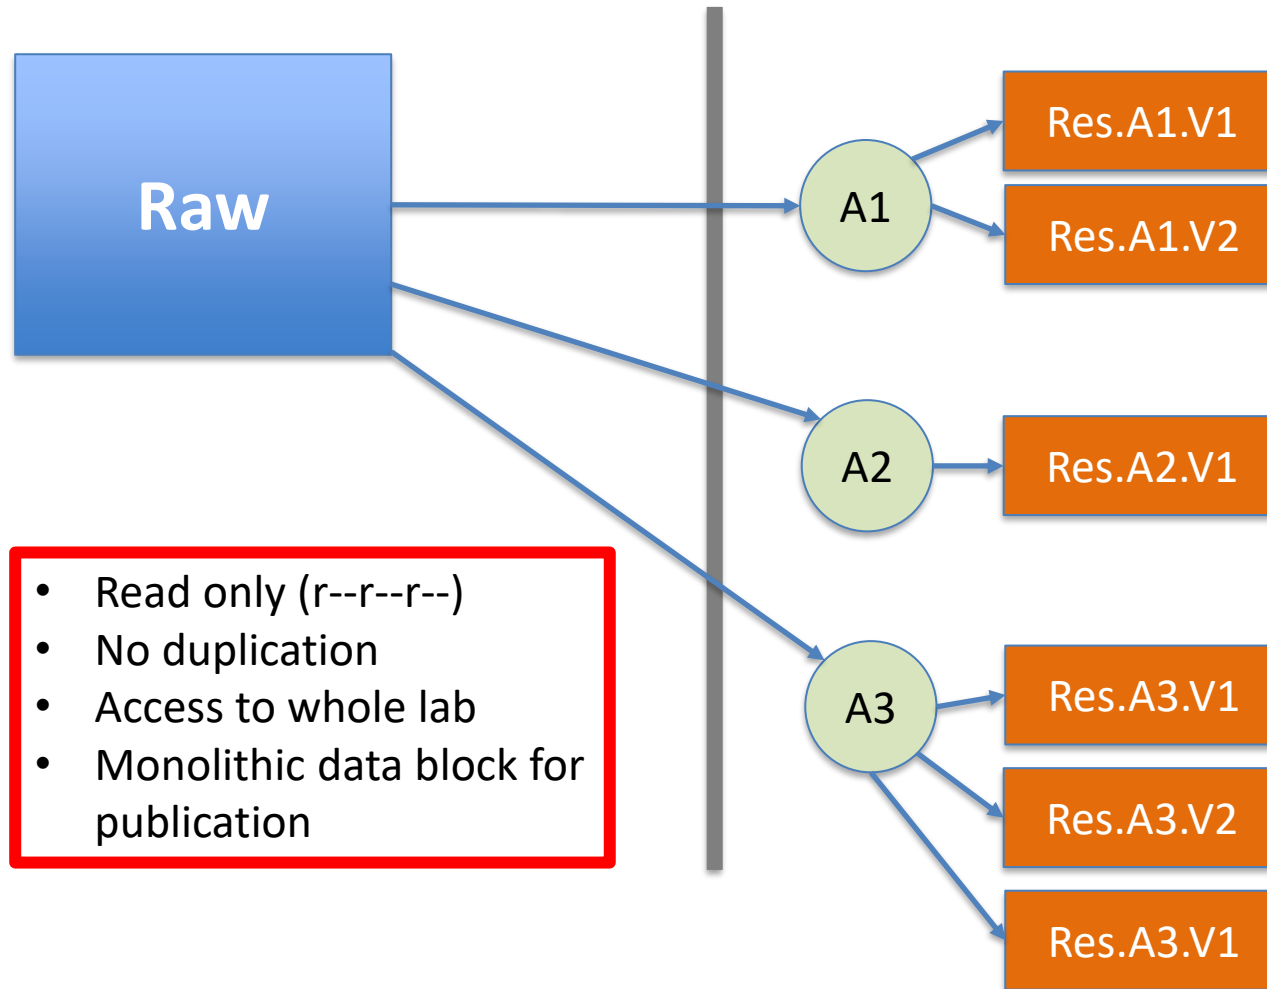 Raw
A1
Res.A1.V1
Res.A1.V2
A2
Res.A2.V1
• Read only (r--r--r--)
• No duplication
• Access to whole lab
• Monolithic data block for
publication
A3
Res.A3.V1
Res.A3.V2
Res.A3.V1